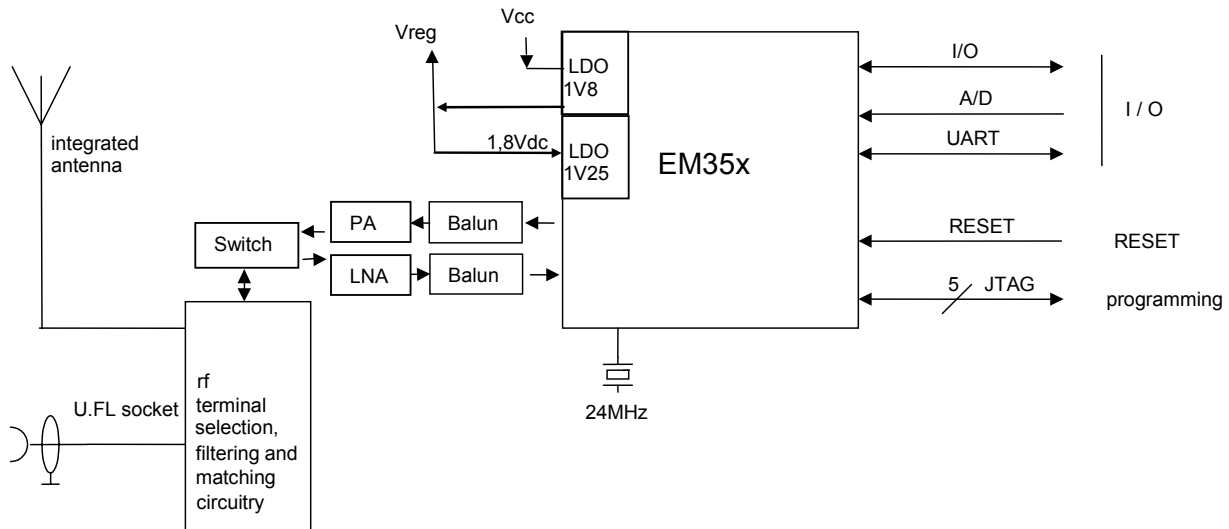 Vcc
Vreg
LDO
1V8
1,8Vdc
LDO
1V25
EM35x
I/O
A/D
UART
I / O
RESET
RESET
5
JTAG
programming
integrated
antenna
PA
Balun
Switch
LNA
Balun
24MHz
U.FL socket
rf
terminal
selection,
filtering and
matching
circuitry